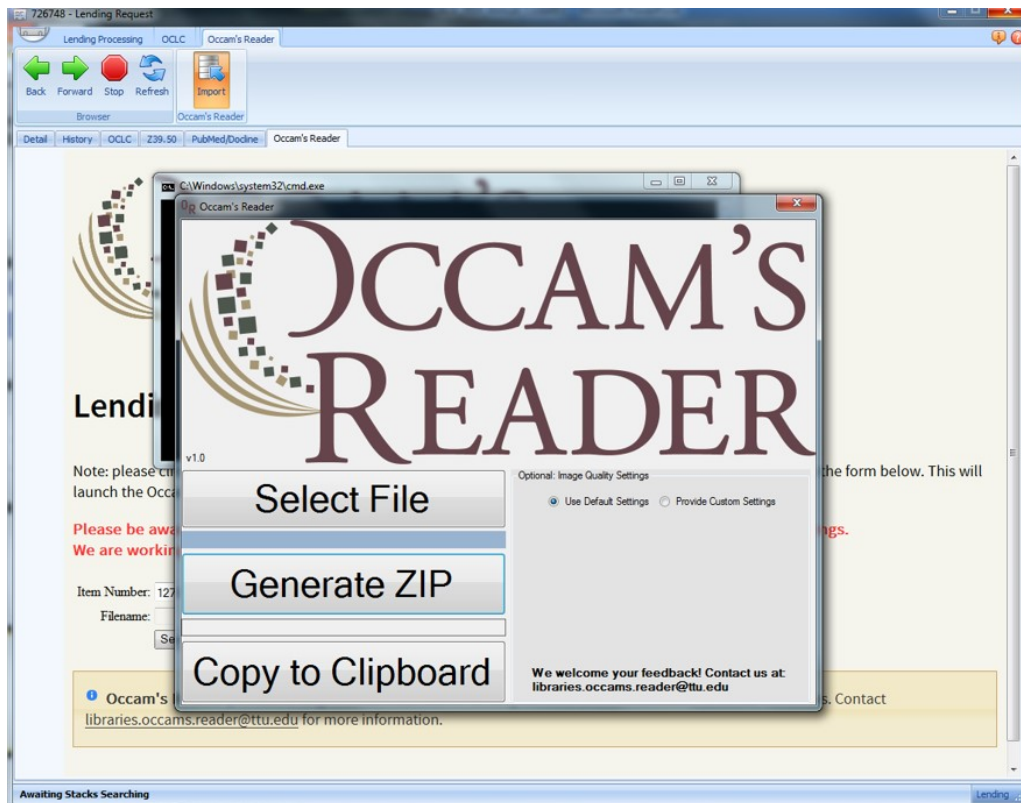 726748 - Lending Request
Lending Processing OCLC Occam's Reader
Back Forward Stop Refresh Import
Browser Occam's Reader
Detail History OCLC Z39.50 PubMed/Docline Occam's Reader
C:\Windows\system32\cmd.exe
OR Occam's Reader
OCCAM'S
READER
v1.0
Lendi
Note: please the form below. This will
launch the Occa
Please be awa ngs.
We are workin
Item Number: 127
Filename:
Se
Select File
Generate ZIP
Copy to Clipboard
Optional: Image Quality Settings
Use Default Settings Provide Custom Settings
We welcome your feedback! Contact us at:
libraries.occams.reader@ttu.edu
Occam's s. Contact
libraries.occams.reader@ttu.edu for more information.
Awaiting Stacks Searching Lending